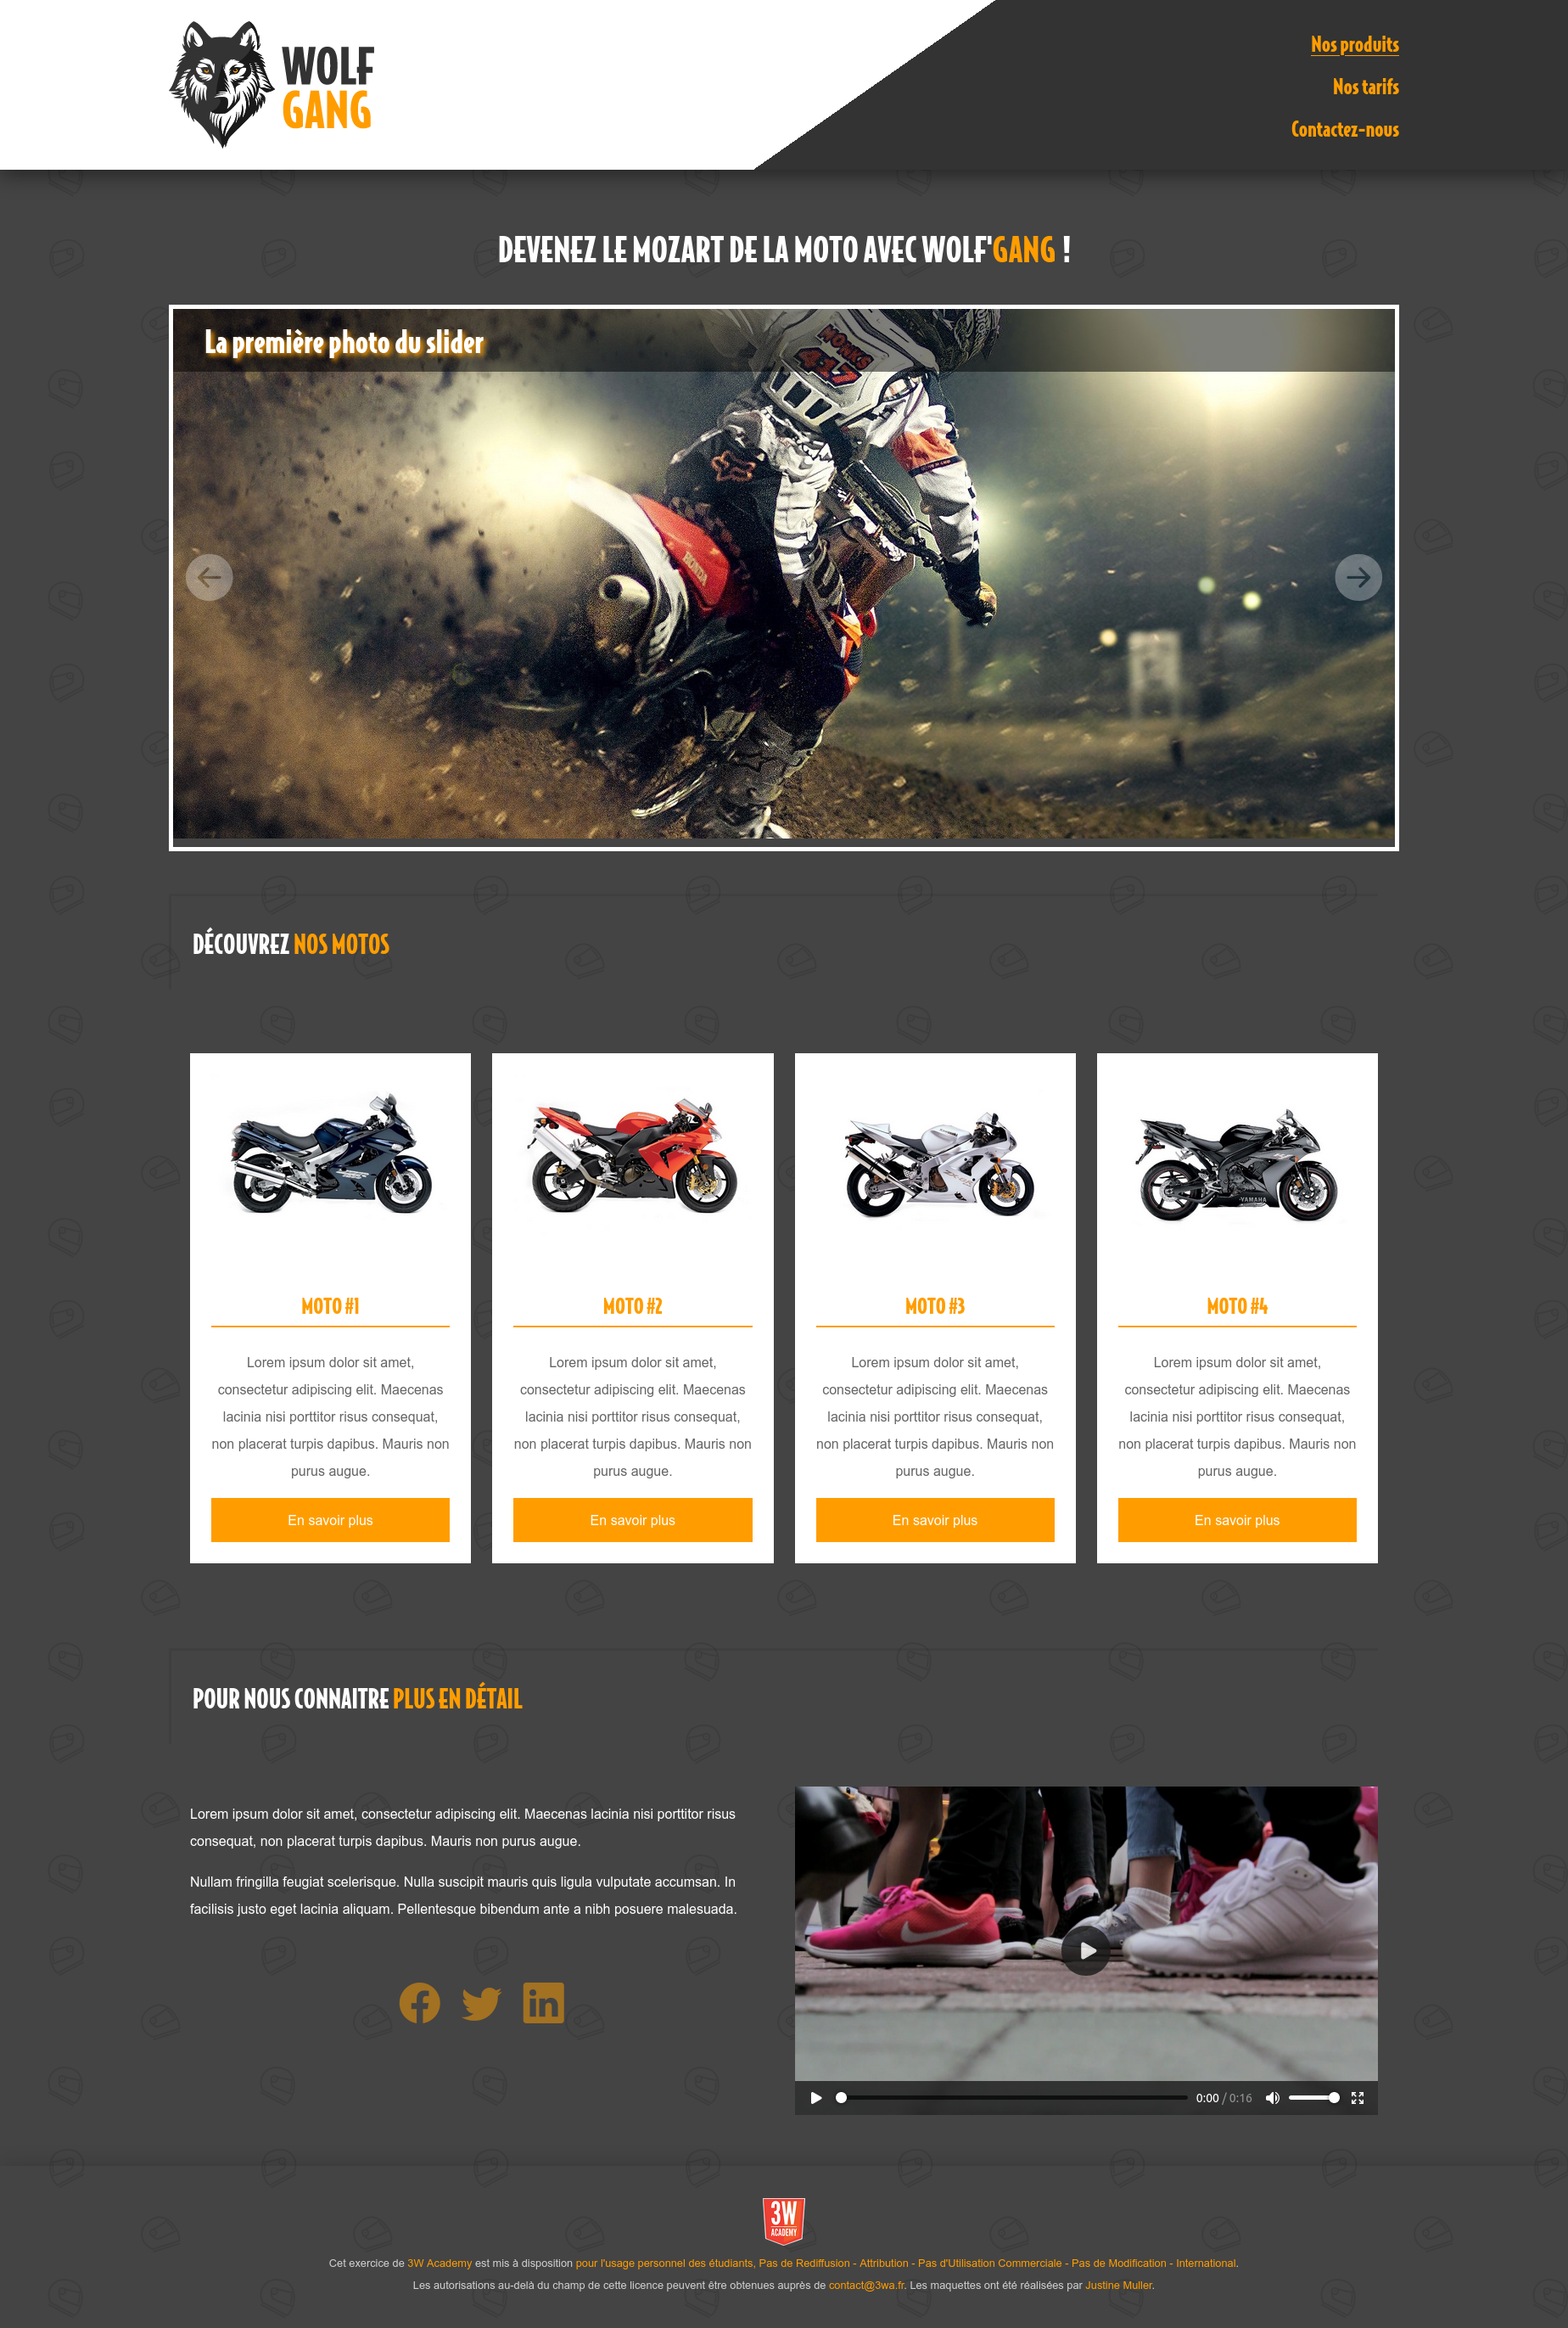 WOLF
GANG
Nos produits
Nos tarifs
Contactez-nous
DEVENEZ LE MOZART DE LA MOTO AVEC WOLF'GANG !
La première photo du slider
MONKS
417
HONDA
DÉCOUVREZ NOS MOTOS
YAMAHA
MOTO #1
Lorem ipsum dolor sit amet,
consectetur adipiscing elit. Maecenas
lacinia nisi porttitor risus consequat,
non placerat turpis dapibus. Mauris non
purus augue.
En savoir plus
MOTO #2
Lorem ipsum dolor sit amet,
consectetur adipiscing elit. Maecenas
lacinia nisi porttitor risus consequat,
non placerat turpis dapibus. Mauris non
purus augue.
En savoir plus
MOTO #3
Lorem ipsum dolor sit amet,
consectetur adipiscing elit. Maecenas
lacinia nisi porttitor risus consequat,
non placerat turpis dapibus. Mauris non
purus augue.
En savoir plus
MOTO #4
Lorem ipsum dolor sit amet,
consectetur adipiscing elit. Maecenas
lacinia nisi porttitor risus consequat,
non placerat turpis dapibus. Mauris non
purus augue.
En savoir plus
POUR NOUS CONNAITRE PLUS EN DÉTAIL
Lorem ipsum dolor sit amet, consectetur adipiscing elit. Maecenas lacinia nisi porttitor risus
consequat, non placerat turpis dapibus. Mauris non purus augue.
Nullam fringilla feugiat scelerisque. Nulla suscipit mauris quis ligula vulputate accumsan. In
facilisis justo eget lacinia aliquam. Pellentesque bibendum ante a nibh posuere malesuada.
in
0:00 / 0:16
3W
ACADEMY
Cet exercice de 3W Academy est mis à disposition pour l'usage personnel des étudiants, Pas de Rediffusion - Attribution - Pas d'Utilisation Commerciale - Pas de Modification - International.
Les autorisations au-delà du champ de cette licence peuvent être obtenues auprès de contact@3wa.fr. Les maquettes ont été réalisées par Justine Muller.